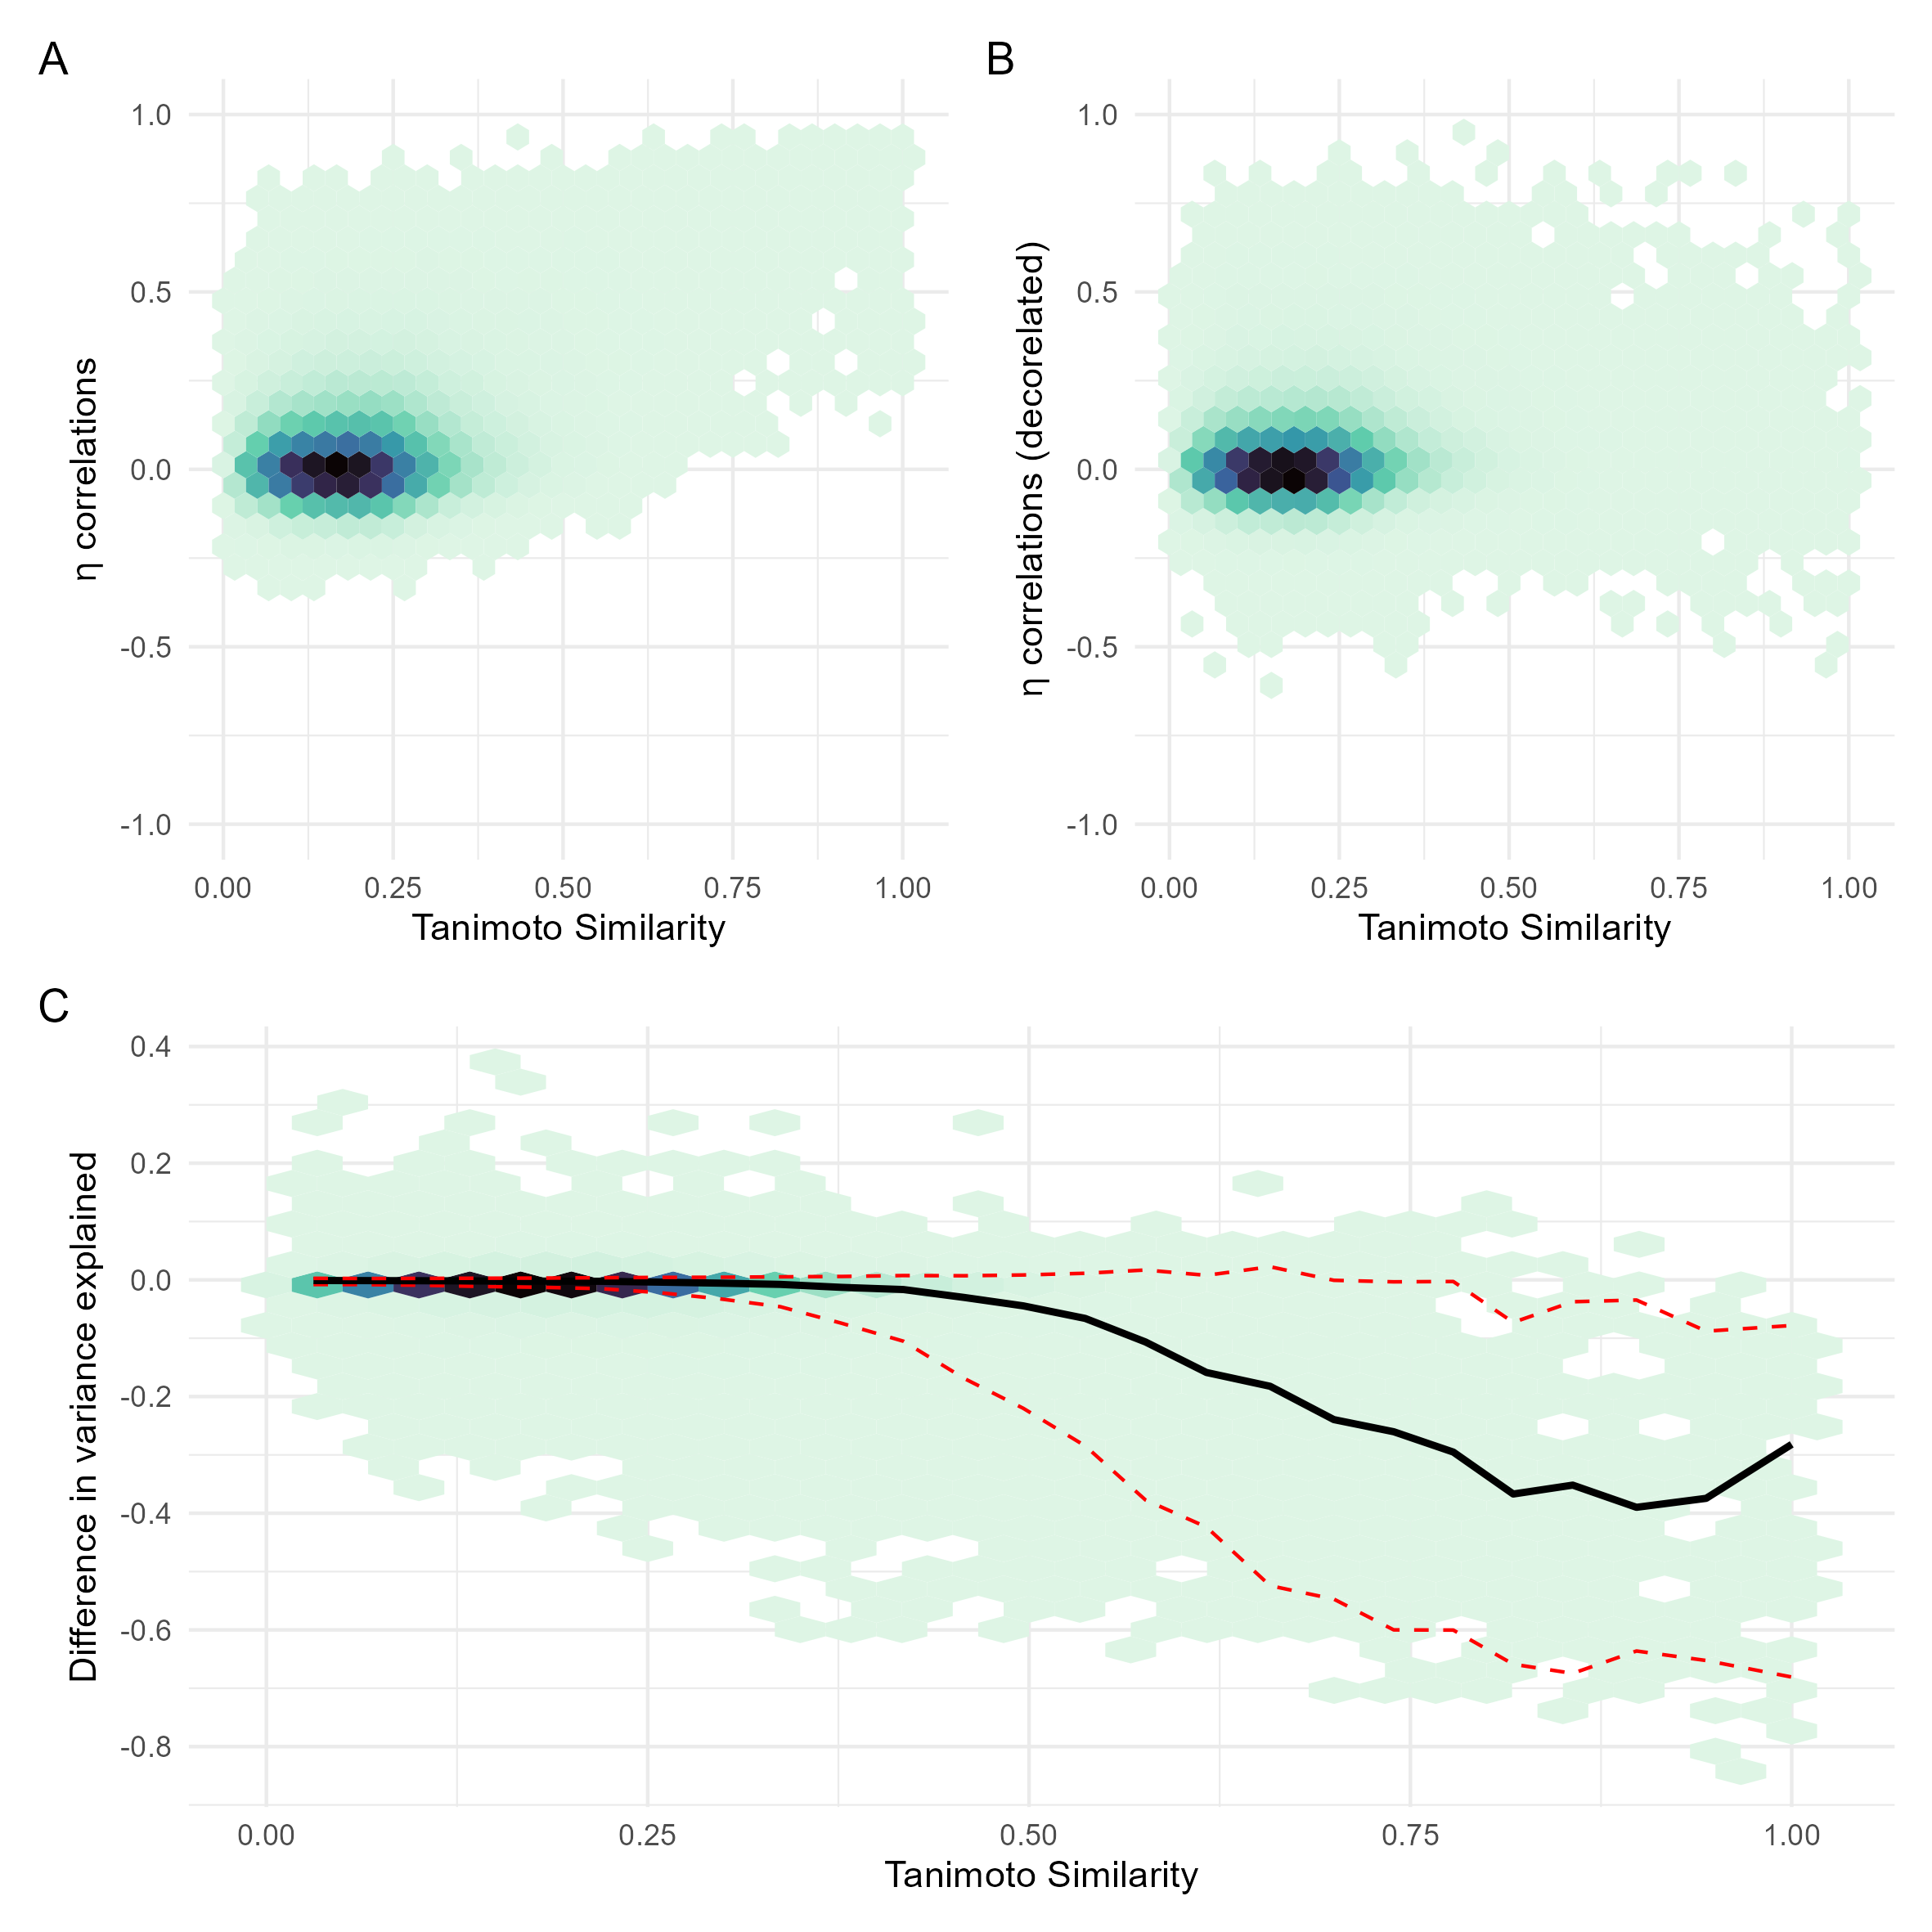 A
1.0
0.5
0.0
-0.5
-1.0
η correlations
0.00 0.25 0.50 0.75 1.00
Tanimoto Similarity
B
1.0
0.5
0.0
-0.5
-1.0
η correlations (decorelated)
0.00 0.25 0.50 0.75 1.00
Tanimoto Similarity
C
0.4
0.2
0.0
-0.2
-0.4
-0.6
-0.8
Difference in variance explained
0.00 0.25 0.50 0.75 1.00
Tanimoto Similarity